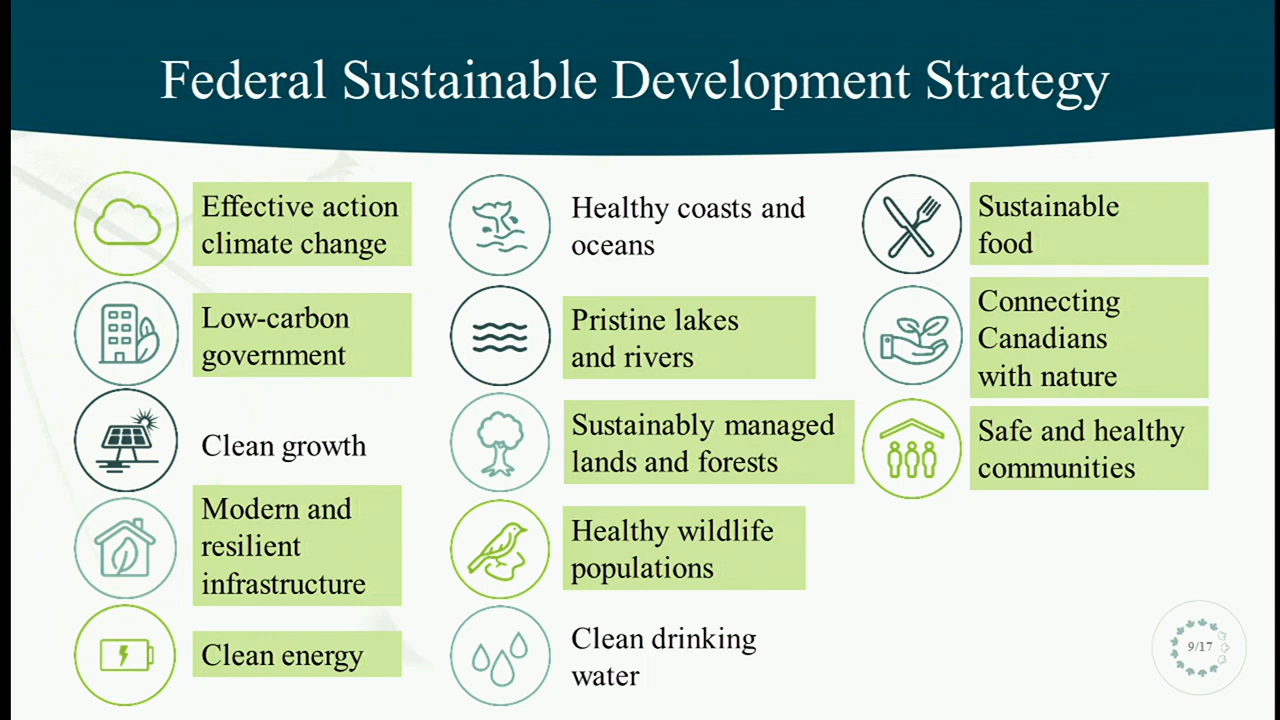 Federal Sustainable Development Strategy
Effective action
climate change
Low-carbon
government
Clean growth
Modern and
resilient
infrastructure
Clean energy
Healthy coasts and
oceans
Pristine lakes
and rivers
Sustainably managed
lands and forests
Healthy wildlife
populations
Clean drinking
water
Sustainable
food
Connecting
Canadians
with nature
Safe and healthy
communities
9/17